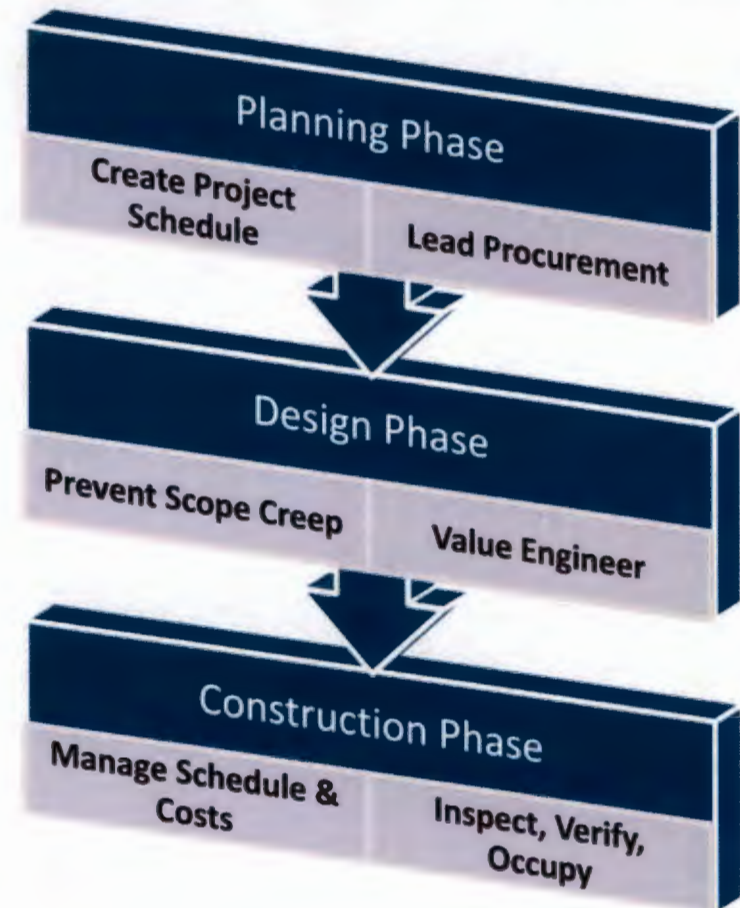 Planning Phase
Create Project
Schedule
Lead Procurement
Design Phase
Prevent Scope Creep
Value Engineer
Construction Phase
Manage Schedule &
Costs
Inspect, Verify,
Occupy